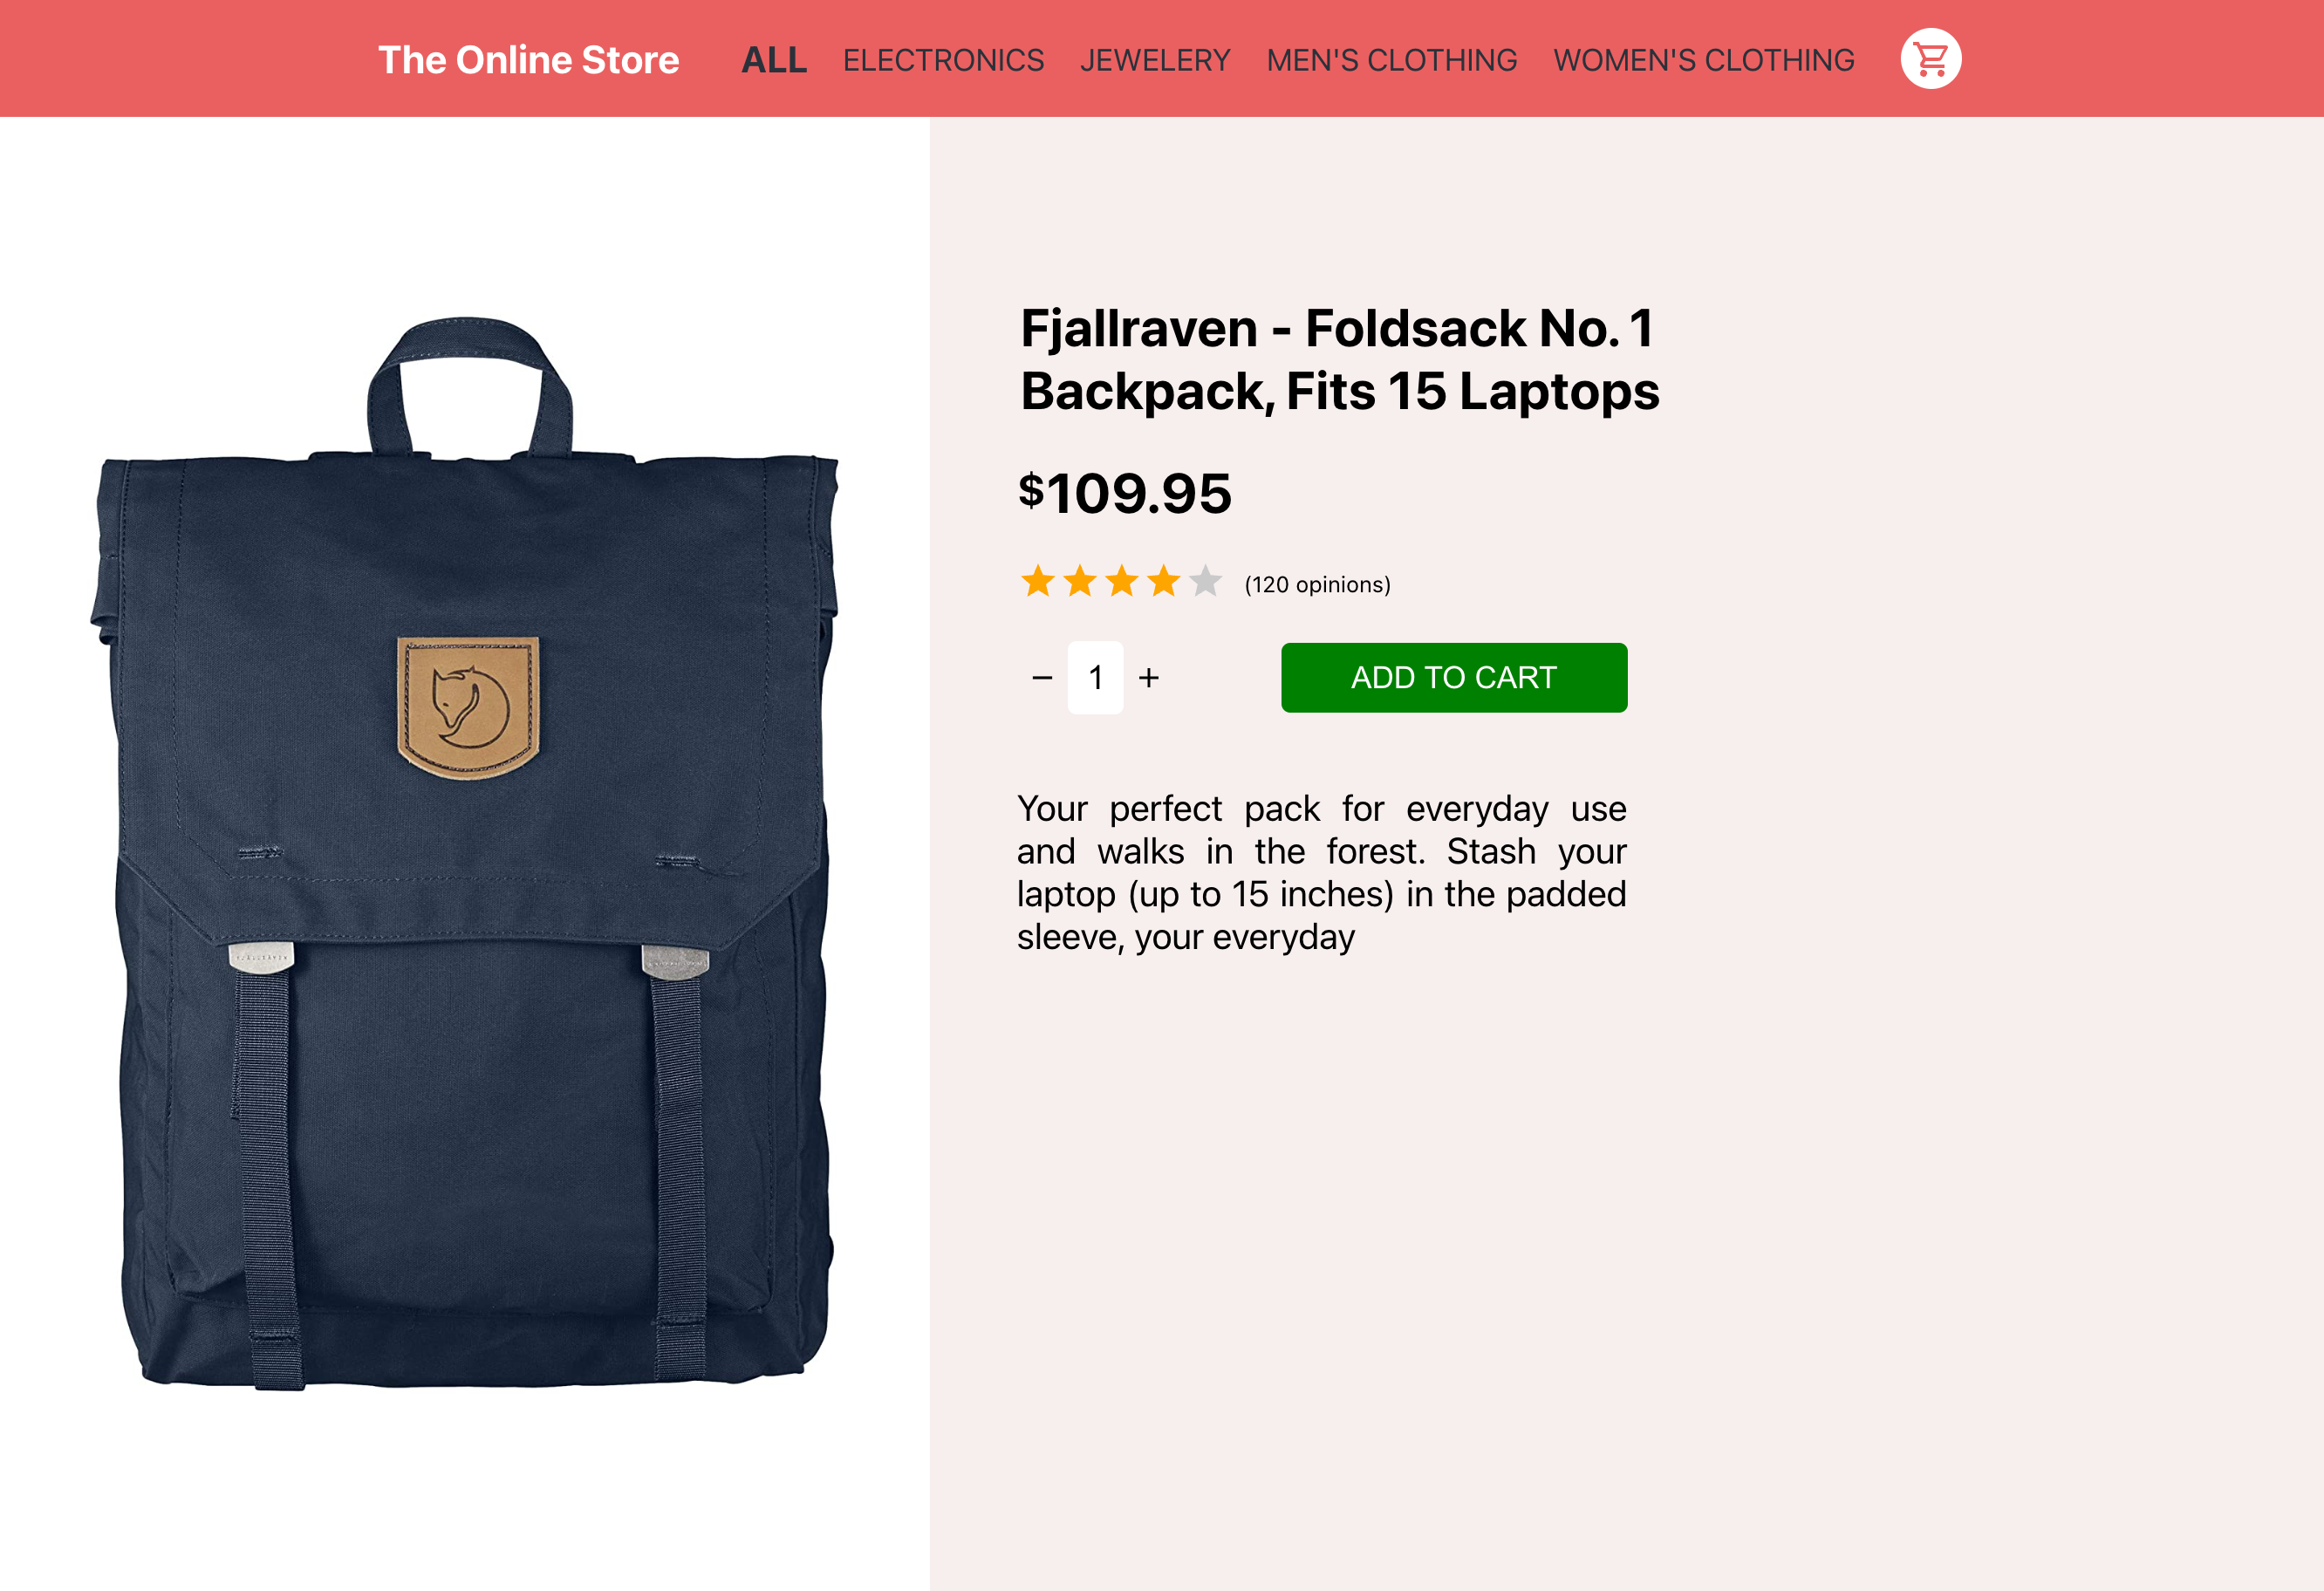 The Online Store
ALL ELECTRONICS JEWELERY MEN'S CLOTHING WOMEN'S CLOTHING
Fjallraven - Foldsack No. 1
Backpack, Fits 15 Laptops
$109.95
(120 opinions)
− 1 + ADD TO CART
Your perfect pack for everyday use
and walks in the forest. Stash your
laptop (up to 15 inches) in the padded
sleeve, your everyday